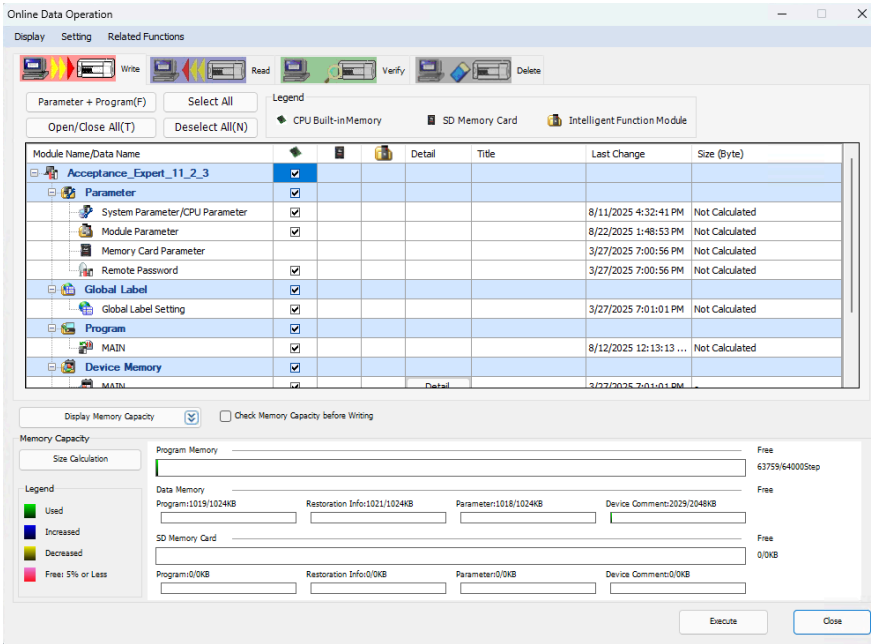 Online Data Operation
Display Setting Related Functions
Write Read Verify Delete
Parameter + Program(F) Select All
Open/Close All(T) Deselect All(N)
Legend
CPU Built-in Memory SD Memory Card Intelligent Function Module
Module Name/Data Name Detail Title Last Change Size (Byte)
Acceptance_Expert_11_2_3
Parameter
System Parameter/CPU Parameter 8/11/2025 4:32:41 PM Not Calculated
Module Parameter 8/22/2025 1:48:53 PM Not Calculated
Memory Card Parameter 3/27/2025 7:00:56 PM Not Calculated
Remote Password 3/27/2025 7:00:56 PM Not Calculated
Global Label
Global Label Setting 3/27/2025 7:01:01 PM Not Calculated
Program
MAIN 8/12/2025 12:13:13 ... Not Calculated
Device Memory
MAIN Detail 3/27/2025 7:01:01 PM -
Display Memory Capacity Check Memory Capacity before Writing
Memory Capacity
Size Calculation
Legend
Used
Increased
Decreased
Free: 5% or Less
Program Memory Free
63759/64000Step
Data Memory Free
Program:1019/1024KB Restoration Info:1021/1024KB Parameter:1018/1024KB Device Comment:2029/2048KB
SD Memory Card Free
0/0KB
Program:0/0KB Restoration Info:0/0KB Parameter:0/0KB Device Comment:0/0KB
Execute Close